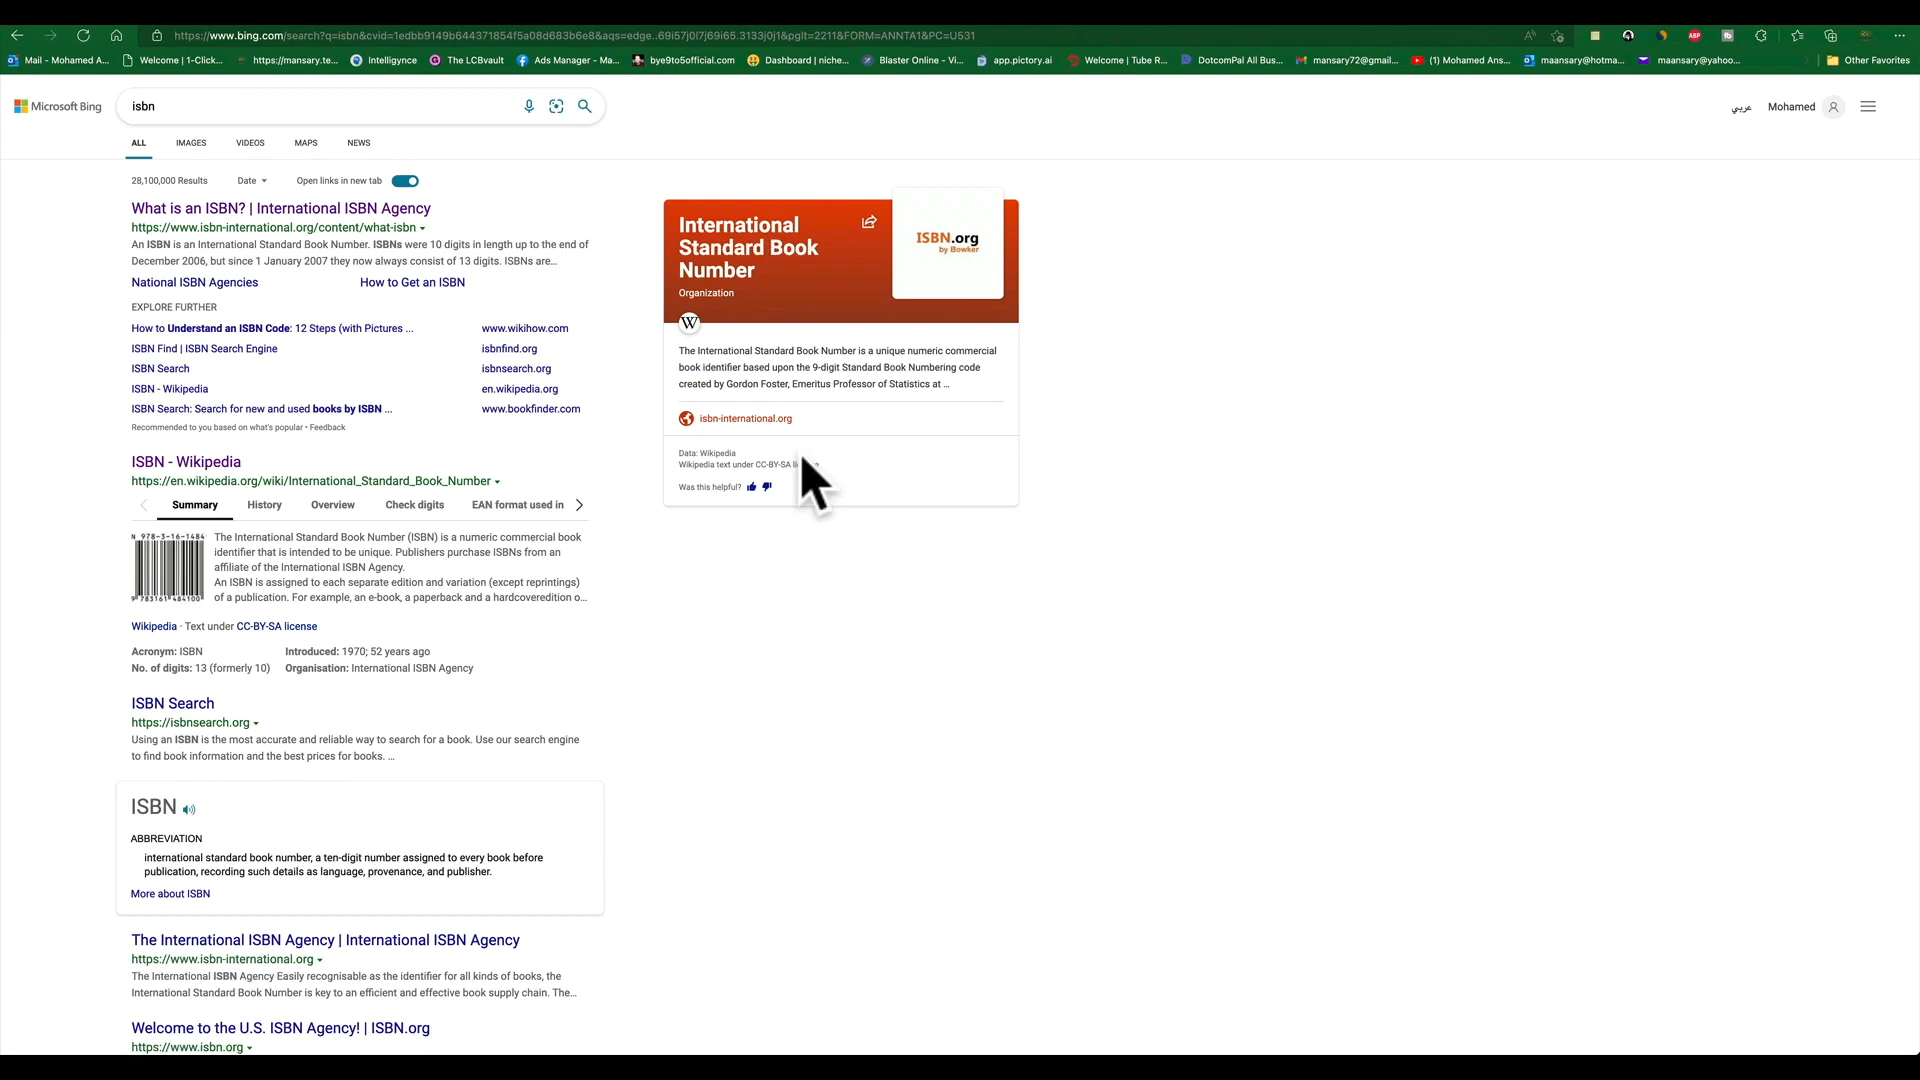 https://www.bing.com/search?q=isbn&cvid=1edbb9149b644371854f5a08d683b6e8&aqs=edge..69i57j0l7j69i65.3133j0j1&pglt=2211&FORM=ANNTA1&PC=U531
Mail - Mohamed A... Welcome | 1-Click... https://mansary.te... Intelligynce The LCBvault Ads Manager - Ma... bye9to5official.com Dashboard | niche... Blaster Online - Vi... app.pictory.ai Welcome | Tube R... DotcomPal All Bus... mansary72@gmail... (1) Mohamed Ans... maansary@hotma... maansary@yahoo... Other Favorites
Microsoft Bing
isbn
عربي
Mohamed
ALL IMAGES VIDEOS MAPS NEWS
28,100,000 Results Date Open links in new tab
What is an ISBN? | International ISBN Agency
https://www.isbn-international.org/content/what-isbn
An ISBN is an International Standard Book Number. ISBNs were 10 digits in length up to the end of
December 2006, but since 1 January 2007 they now always consist of 13 digits. ISBNs are...
National ISBN Agencies How to Get an ISBN
EXPLORE FURTHER
How to Understand an ISBN Code: 12 Steps (with Pictures ... www.wikihow.com
ISBN Find | ISBN Search Engine isbnfind.org
ISBN Search isbnsearch.org
ISBN - Wikipedia en.wikipedia.org
ISBN Search: Search for new and used books by ISBN ... www.bookfinder.com
Recommended to you based on what's popular • Feedback
ISBN - Wikipedia
https://en.wikipedia.org/wiki/International_Standard_Book_Number
Summary History Overview Check digits EAN format used in
N 978-3-16-1484
9 783161 484100
The International Standard Book Number (ISBN) is a numeric commercial book
identifier that is intended to be unique. Publishers purchase ISBNs from an
affiliate of the International ISBN Agency.
An ISBN is assigned to each separate edition and variation (except reprintings)
of a publication. For example, an e-book, a paperback and a hardcoveredition o...
Wikipedia · Text under CC-BY-SA license
Acronym: ISBN Introduced: 1970; 52 years ago
No. of digits: 13 (formerly 10) Organisation: International ISBN Agency
ISBN Search
https://isbnsearch.org
Using an ISBN is the most accurate and reliable way to search for a book. Use our search engine
to find book information and the best prices for books. ...
ISBN
ABBREVIATION
international standard book number, a ten-digit number assigned to every book before
publication, recording such details as language, provenance, and publisher.
More about ISBN
The International ISBN Agency | International ISBN Agency
https://www.isbn-international.org
The International ISBN Agency Easily recognisable as the identifier for all kinds of books, the
International Standard Book Number is key to an efficient and effective book supply chain. The...
Welcome to the U.S. ISBN Agency! | ISBN.org
https://www.isbn.org
International
Standard Book
Number
Organization
ISBN.org
by Bowker
W
The International Standard Book Number is a unique numeric commercial
book identifier based upon the 9-digit Standard Book Numbering code
created by Gordon Foster, Emeritus Professor of Statistics at ...
isbn-international.org
Data: Wikipedia
Wikipedia text under CC-BY-SA
Was this helpful?